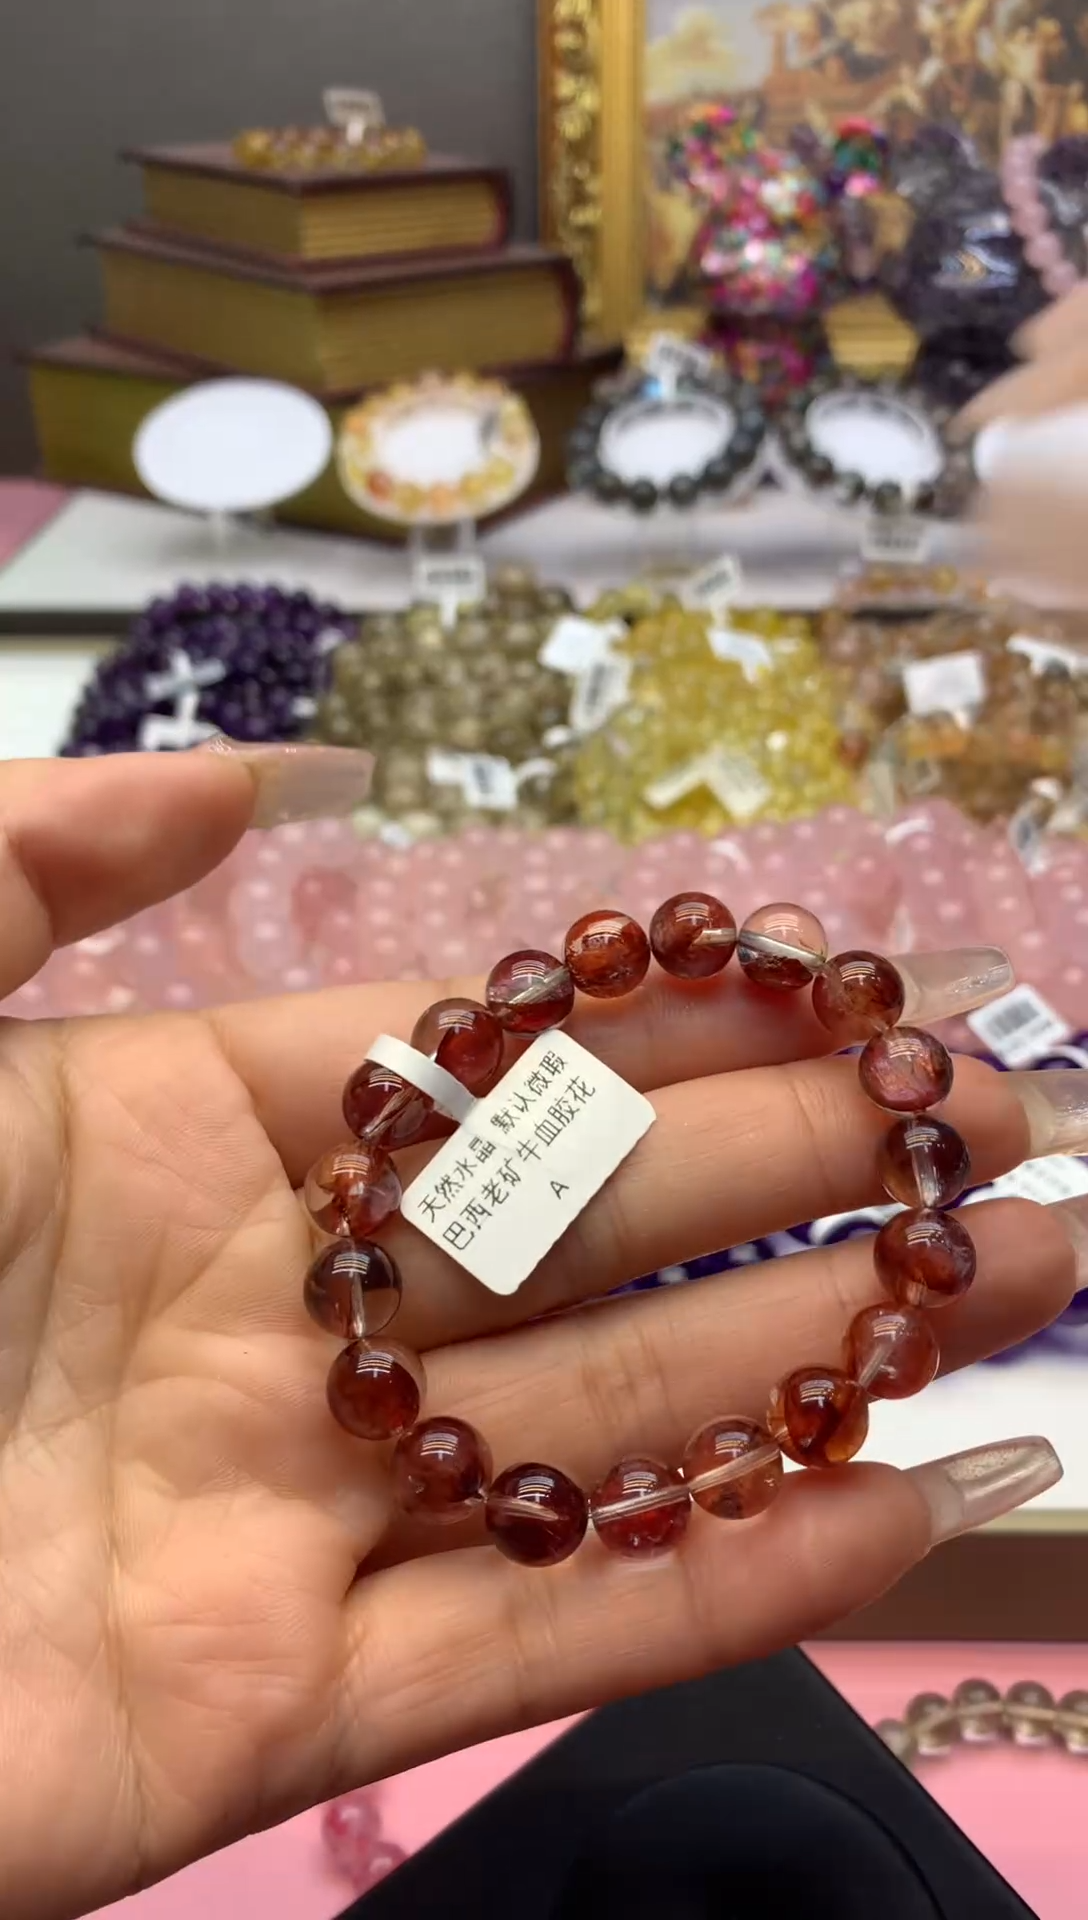 天然水晶 默认微瑕
巴西老矿牛血胶花
A